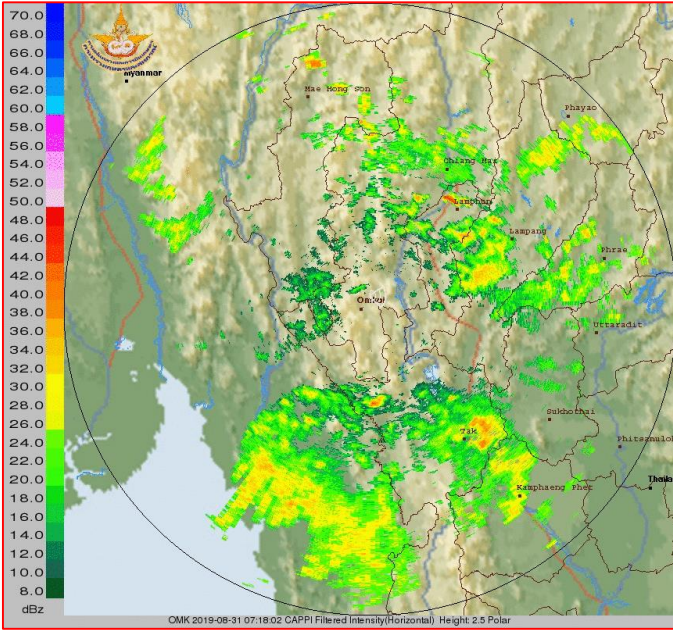 70.0
68.0
66.0
64.0
62.0
60.0
58.0
56.0
54.0
52.0
50.0
48.0
46.0
44.0
42.0
40.0
38.0
36.0
34.0
32.0
30.0
28.0
26.0
24.0
22.0
20.0
18.0
16.0
14.0
12.0
10.0
8.0
dBz
Myanmar
Mae Hong Son
Phayao
Chiang Mai
Lamphun
Lampang
Phrae
Omkoi
Uttaradit
Sukhothai
Tak
Phitsanulok
Kamphaeng Phet
Thaila
OMK 2019-08-31 07:18:02 CAPPI Filtered Intensity(Horizontal) Height: 2.5 Polar